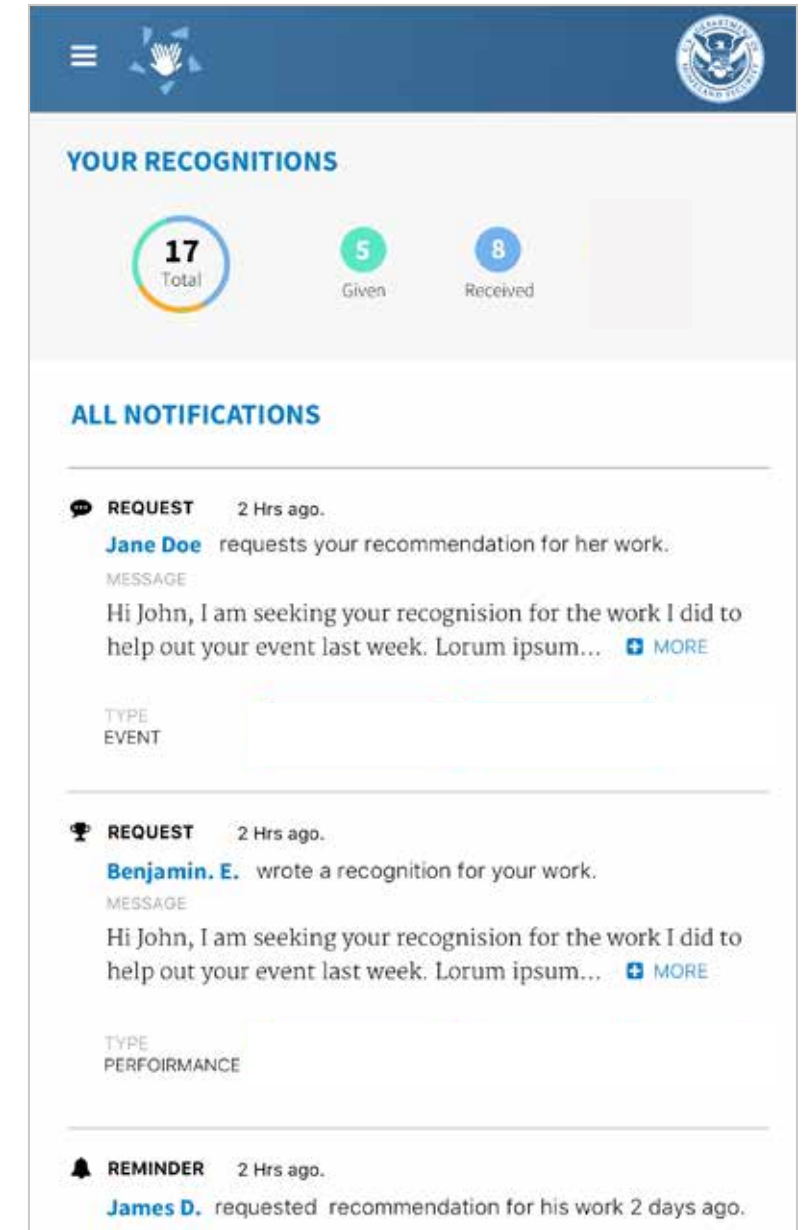 U.S. DEPARTMENT OF HOMELAND SECURITY
YOUR RECOGNITIONS
17
Total
5
Given
8
Received
ALL NOTIFICATIONS
REQUEST 2 Hrs ago.
Jane Doe requests your recommendation for her work.
MESSAGE
Hi John, I am seeking your recognision for the work I did to
help out your event last week. Lorum ipsum... MORE
TYPE
EVENT
REQUEST 2 Hrs ago.
Benjamin. E. wrote a recognition for your work.
MESSAGE
Hi John, I am seeking your recognision for the work I did to
help out your event last week. Lorum ipsum... MORE
TYPE
PERFOIRMANCE
REMINDER 2 Hrs ago.
James D. requested recommendation for his work 2 days ago.